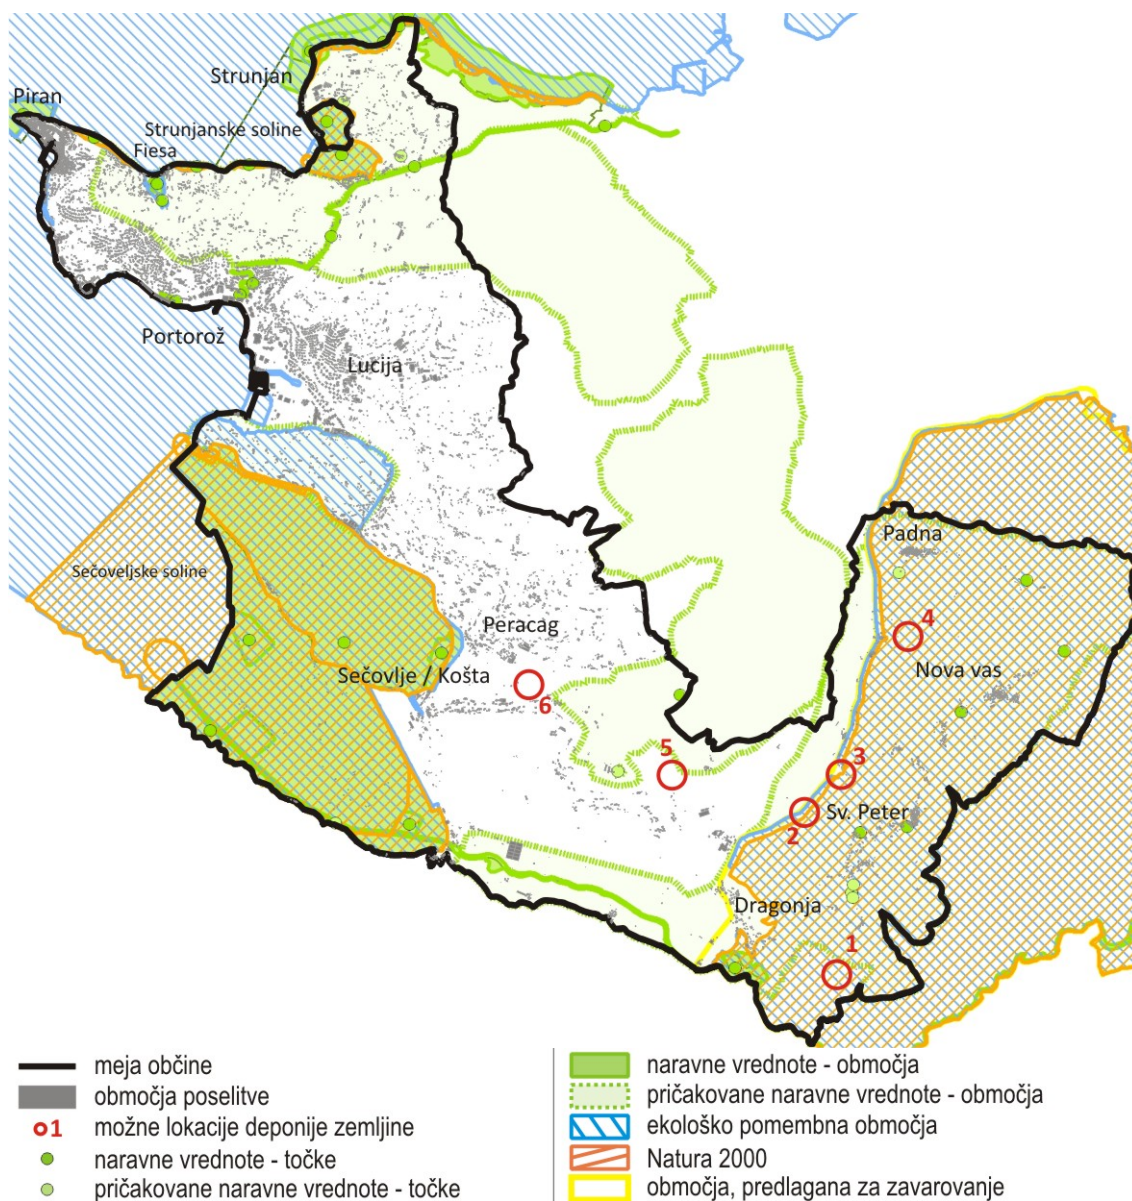 Strunjan
Piran
Strunjanske soline
Fiesa
Portorož
Lucija
Padna
Sečoveljske soline
4
Peracag
Nova vas
Sečovlje / Košta
6
5
3
Sv. Peter
2
Dragonja
1
meja občine
območja poselitve
1 možne lokacije deponije zemljine
naravne vrednote - točke
pričakovane naravne vrednote - točke
naravne vrednote - območja
pričakovane naravne vrednote - območja
ekološko pomembna območja
Natura 2000
območja, predlagana za zavarovanje